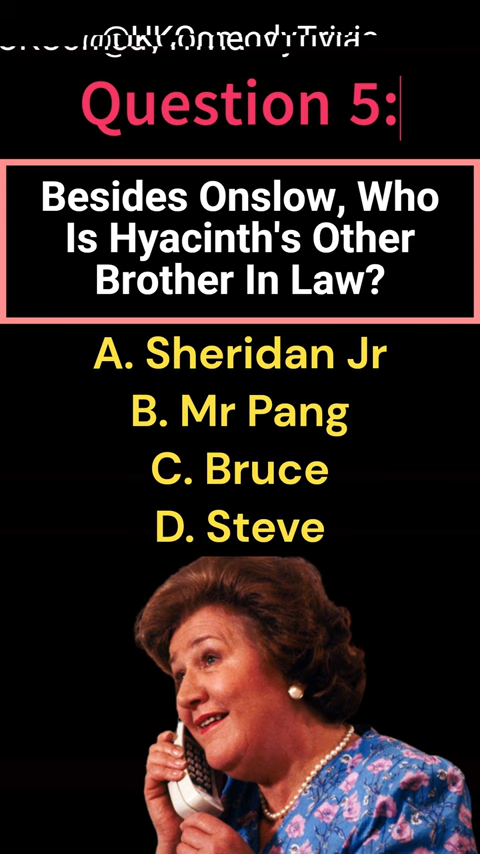 Question 5:
Besides Onslow, Who
Is Hyacinth's Other
Brother In Law?
A. Sheridan Jr
B. Mr Pang
C. Bruce
D. Steve